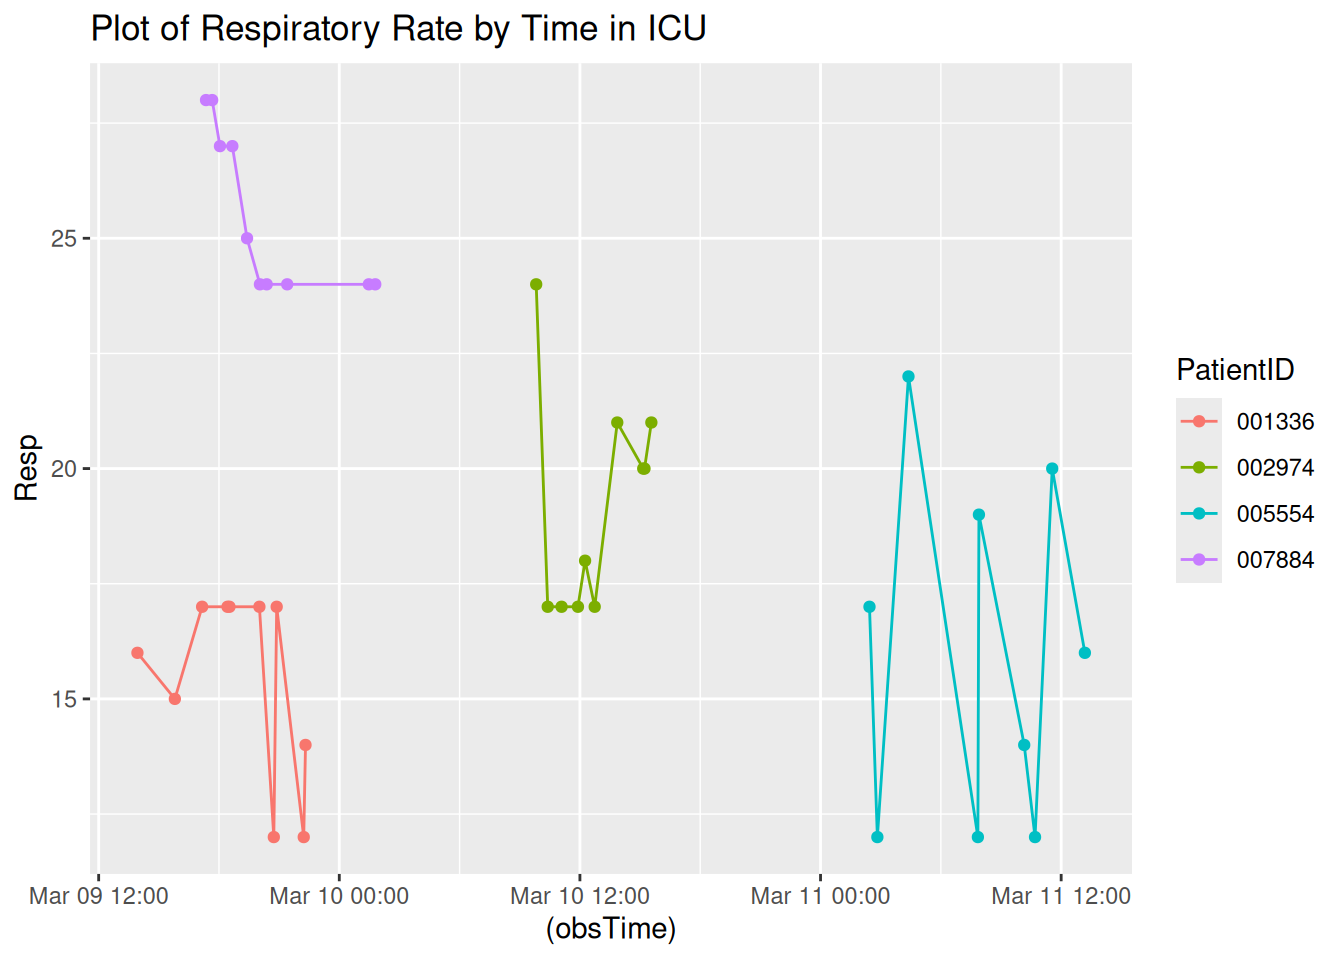 Plot of Respiratory Rate by Time in ICU
25
20
15
Resp
Mar 09 12:00
Mar 10 00:00
Mar 10 12:00
Mar 11 00:00
Mar 11 12:00
(obsTime)
PatientID
001336
002974
005554
007884